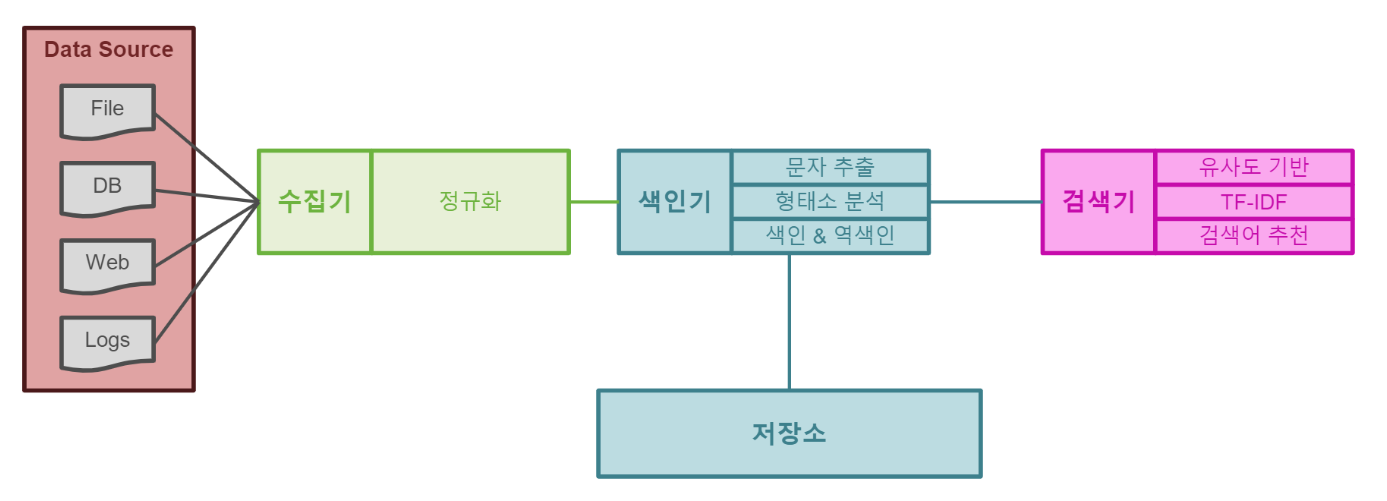 Data Source
File
DB
Web
Logs
수집기
정규화
색인기
문자 추출
형태소 분석
색인 & 역색인
검색기
유사도 기반
TF-IDF
검색어 추천
저장소